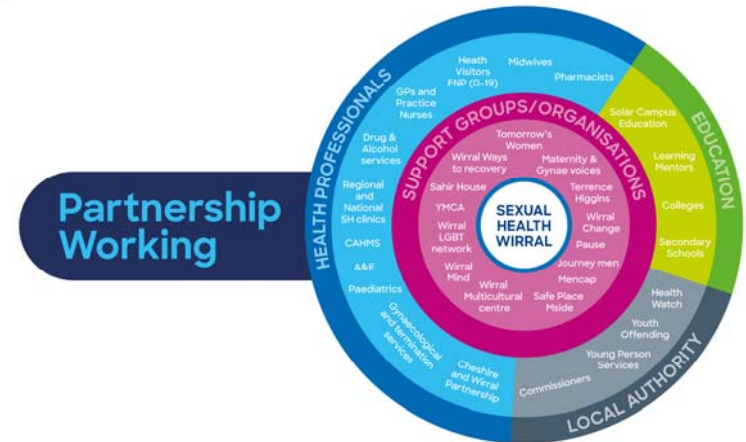 Partnership
Working
HEALTH PROFESSIONALS
Heath
Visitors
FNP (0-19)
Midwives
Pharmacists
GPs and
Practice
Nurses
Drug &
Alcohol
services
Regional
and
National
SH clinics
CAHMS
A&E
Paediatrics
Gynaecological
and termination
services
Cheshire
and Wirral
Partnership
EDUCATION
Solar Campus
Education
Learning
Mentors
Colleges
Secondary
Schools
LOCAL AUTHORITY
Health
Watch
Youth
Offending
Young Person
Services
Commissioners
SUPPORT GROUPS/ORGANISATIONS
Tomorrow's
Women
Wirral Ways
to recovery
Maternity &
Gynae voices
Sahir House
Terrence
Higgins
YMCA
Wirral
Change
Wirral
LGBT
network
Pause
Journey men
Wirral
Mind
Mencap
Wirral
Multicultural
centre
Safe Place
Mside
SEXUAL
HEALTH
WIRRAL